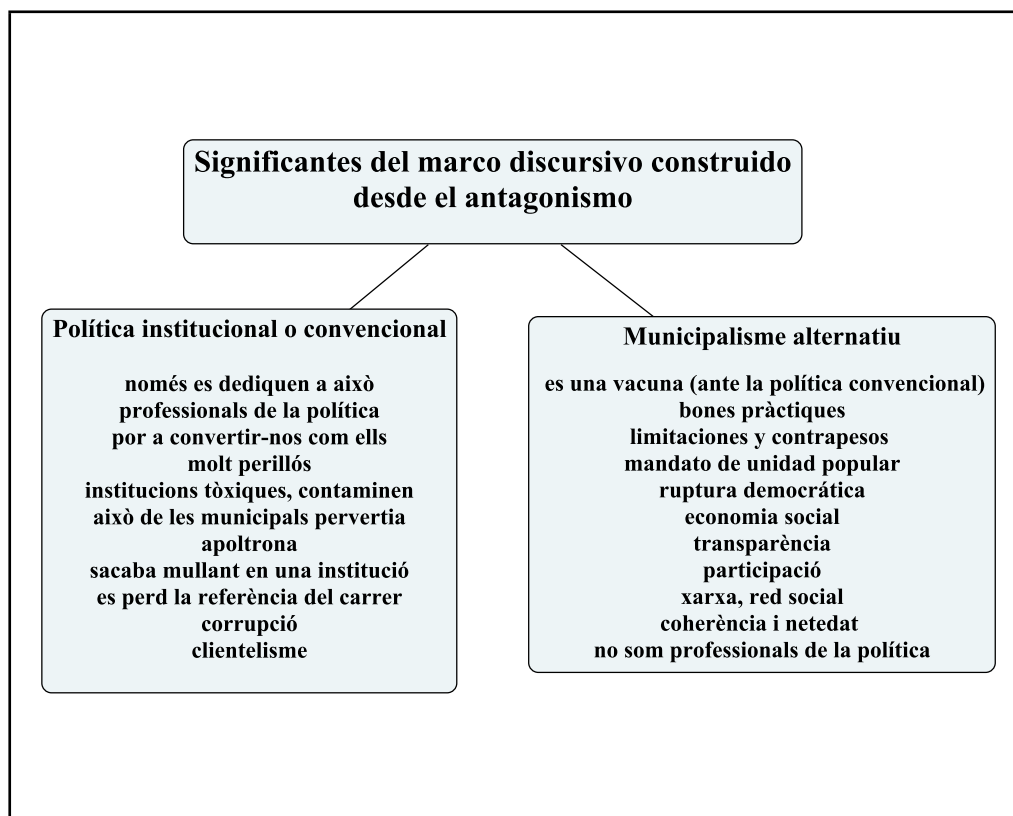 Significantes del marco discursivo construido
desde el antagonismo
Política institucional o convencional
només es dediquen a això
professionals de la política
por a convertir-nos com ells
molt perillós
institucions tòxiques, contaminen
això de les municipals pervertia
apoltrona
sacaba mullant en una institució
es perd la referència del carrer
corrupció
clientelisme
Municipalisme alternatiu
es una vacuna (ante la política convencional)
bones pràctiques
limitaciones y contrapesos
mandato de unidad popular
ruptura democrática
economia social
transparència
participació
xarxa, red social
coherència i netedat
no som professionals de la política